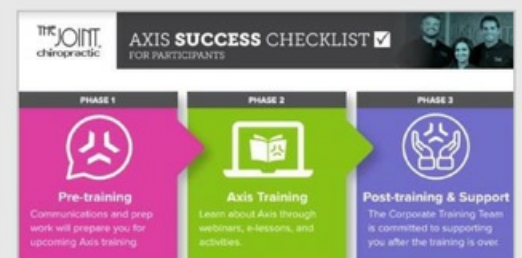 THE JOINT
chiropractic
AXIS SUCCESS CHECKLIST
FOR PARTICIPANTS
PHASE 1
Pre-training
Communications and prep
work will prepare you for
upcoming Axis training.
PHASE 2
Axis Training
Learn about Axis through
webinars, e-lessons, and
activities.
PHASE 3
Post-training & Support
The Corporate Training Team
is committed to supporting
you after the training is over.